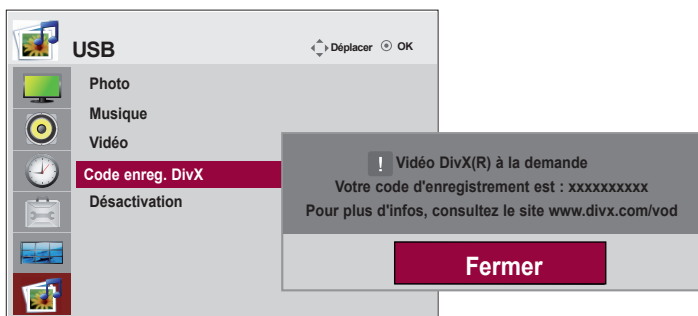 USB
Déplacer OK
Photo
Musique
Vidéo
Code enreg. DivX
Désactivation
! Vidéo DivX(R) à la demande
Votre code d'enregistrement est : xxxxxxxxxx
Pour plus d'infos, consultez le site www.divx.com/vod
Fermer